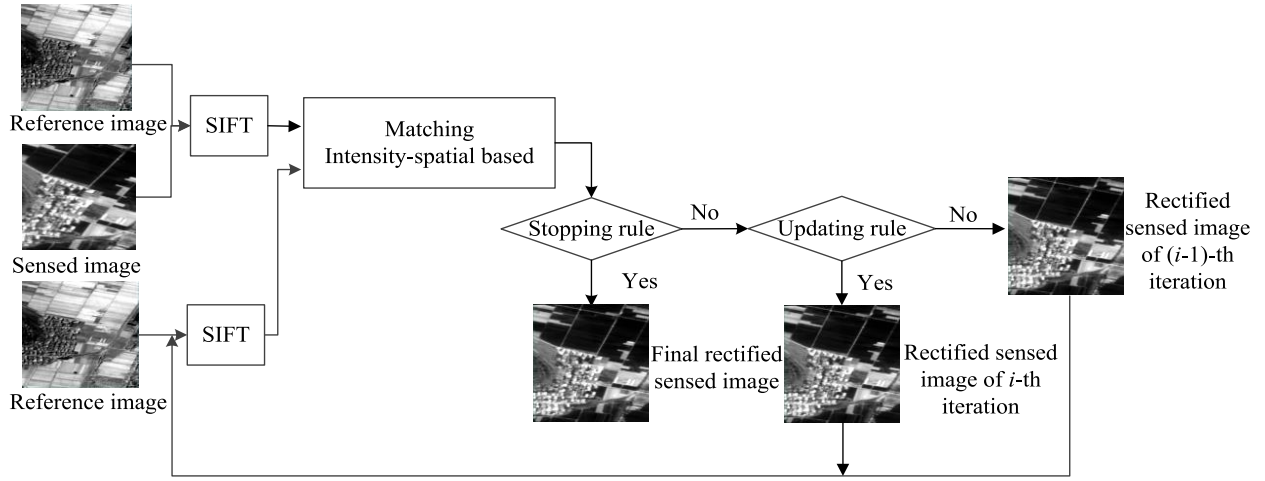 Reference image
SIFT
Matching
Intensity-spatial based
Sensed image
Stopping rule
No
Updating rule
No
Rectified
sensed image
of (i-1)-th
iteration
Yes
Yes
SIFT
Reference image
Final rectified
sensed image
Rectified sensed
image of i-th
iteration